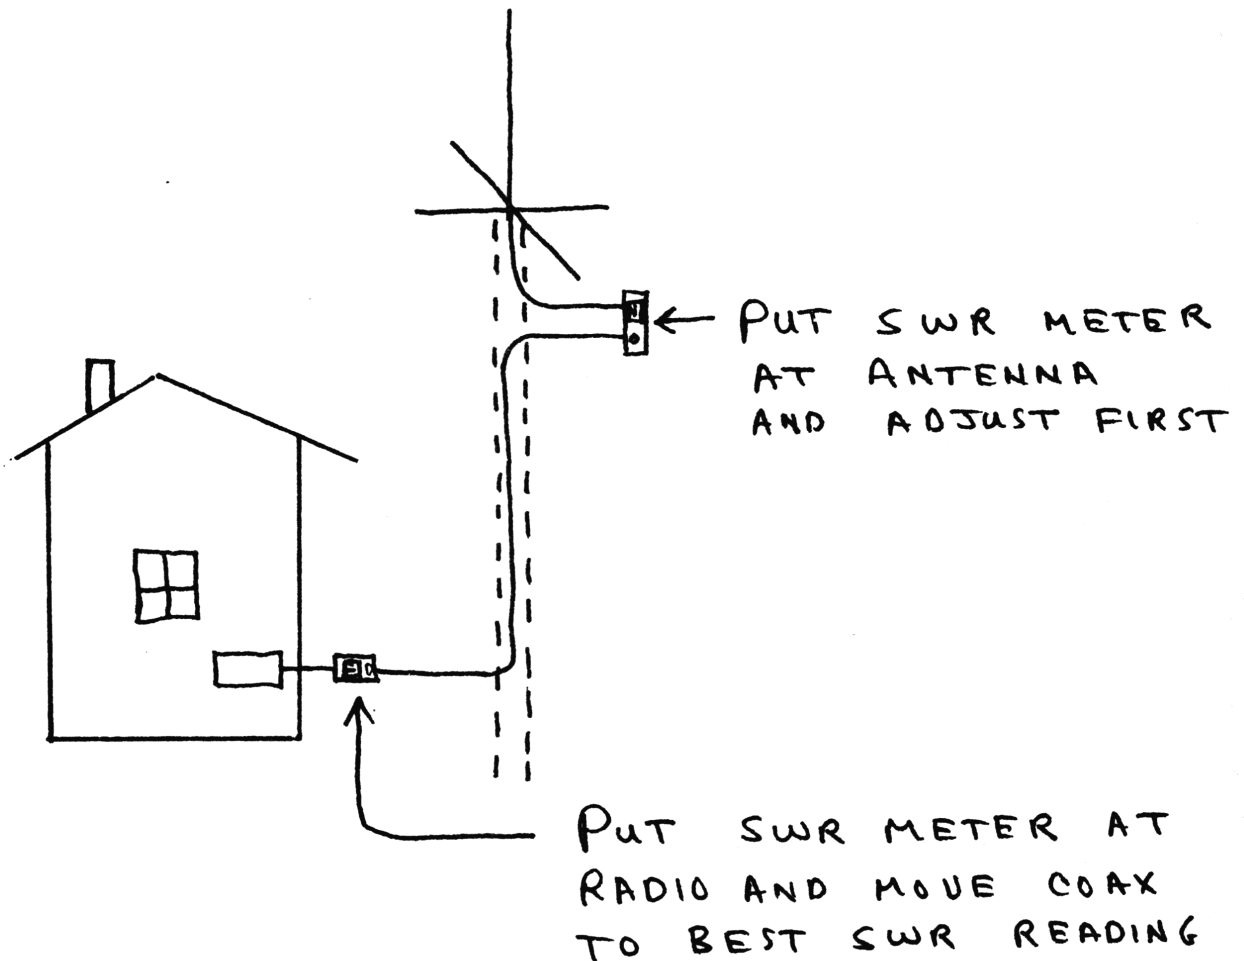 PUT SWR METER
AT ANTENNA
AND ADJUST FIRST
PUT SWR METER AT
RADIO AND MOVE COAX
TO BEST SWR READING